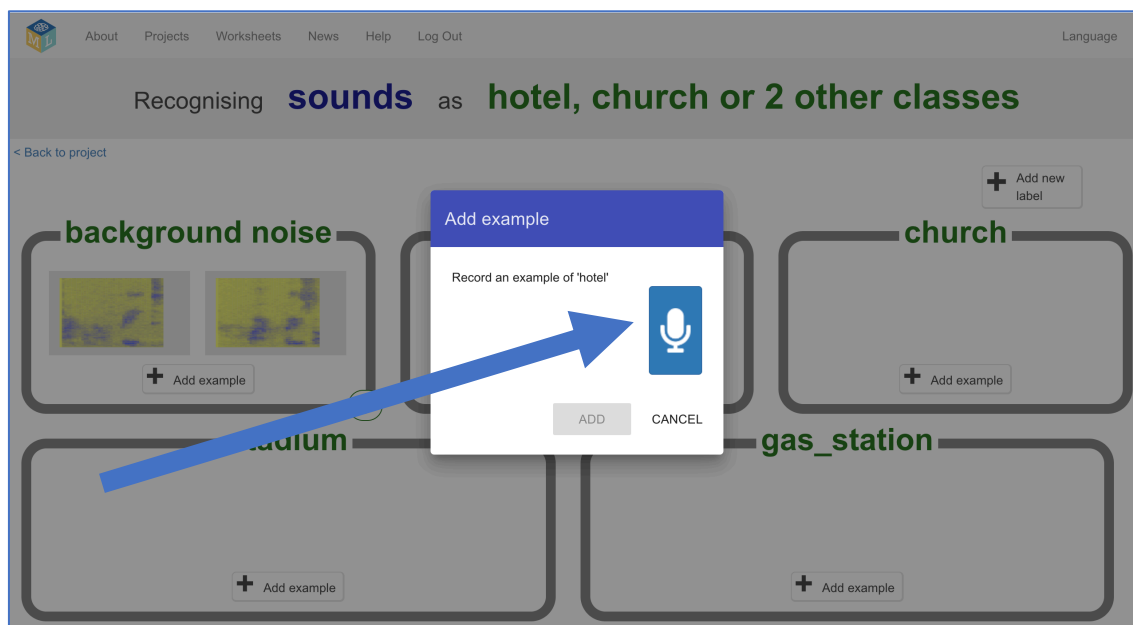 M L
About Projects Worksheets News Help Log Out Language
Recognising sounds as hotel, church or 2 other classes
< Back to project
Add new
label
background noise
church
Add example
Record an example of 'hotel'
Add example
Add example
ADD CANCEL
gas_station
Add example
Add example